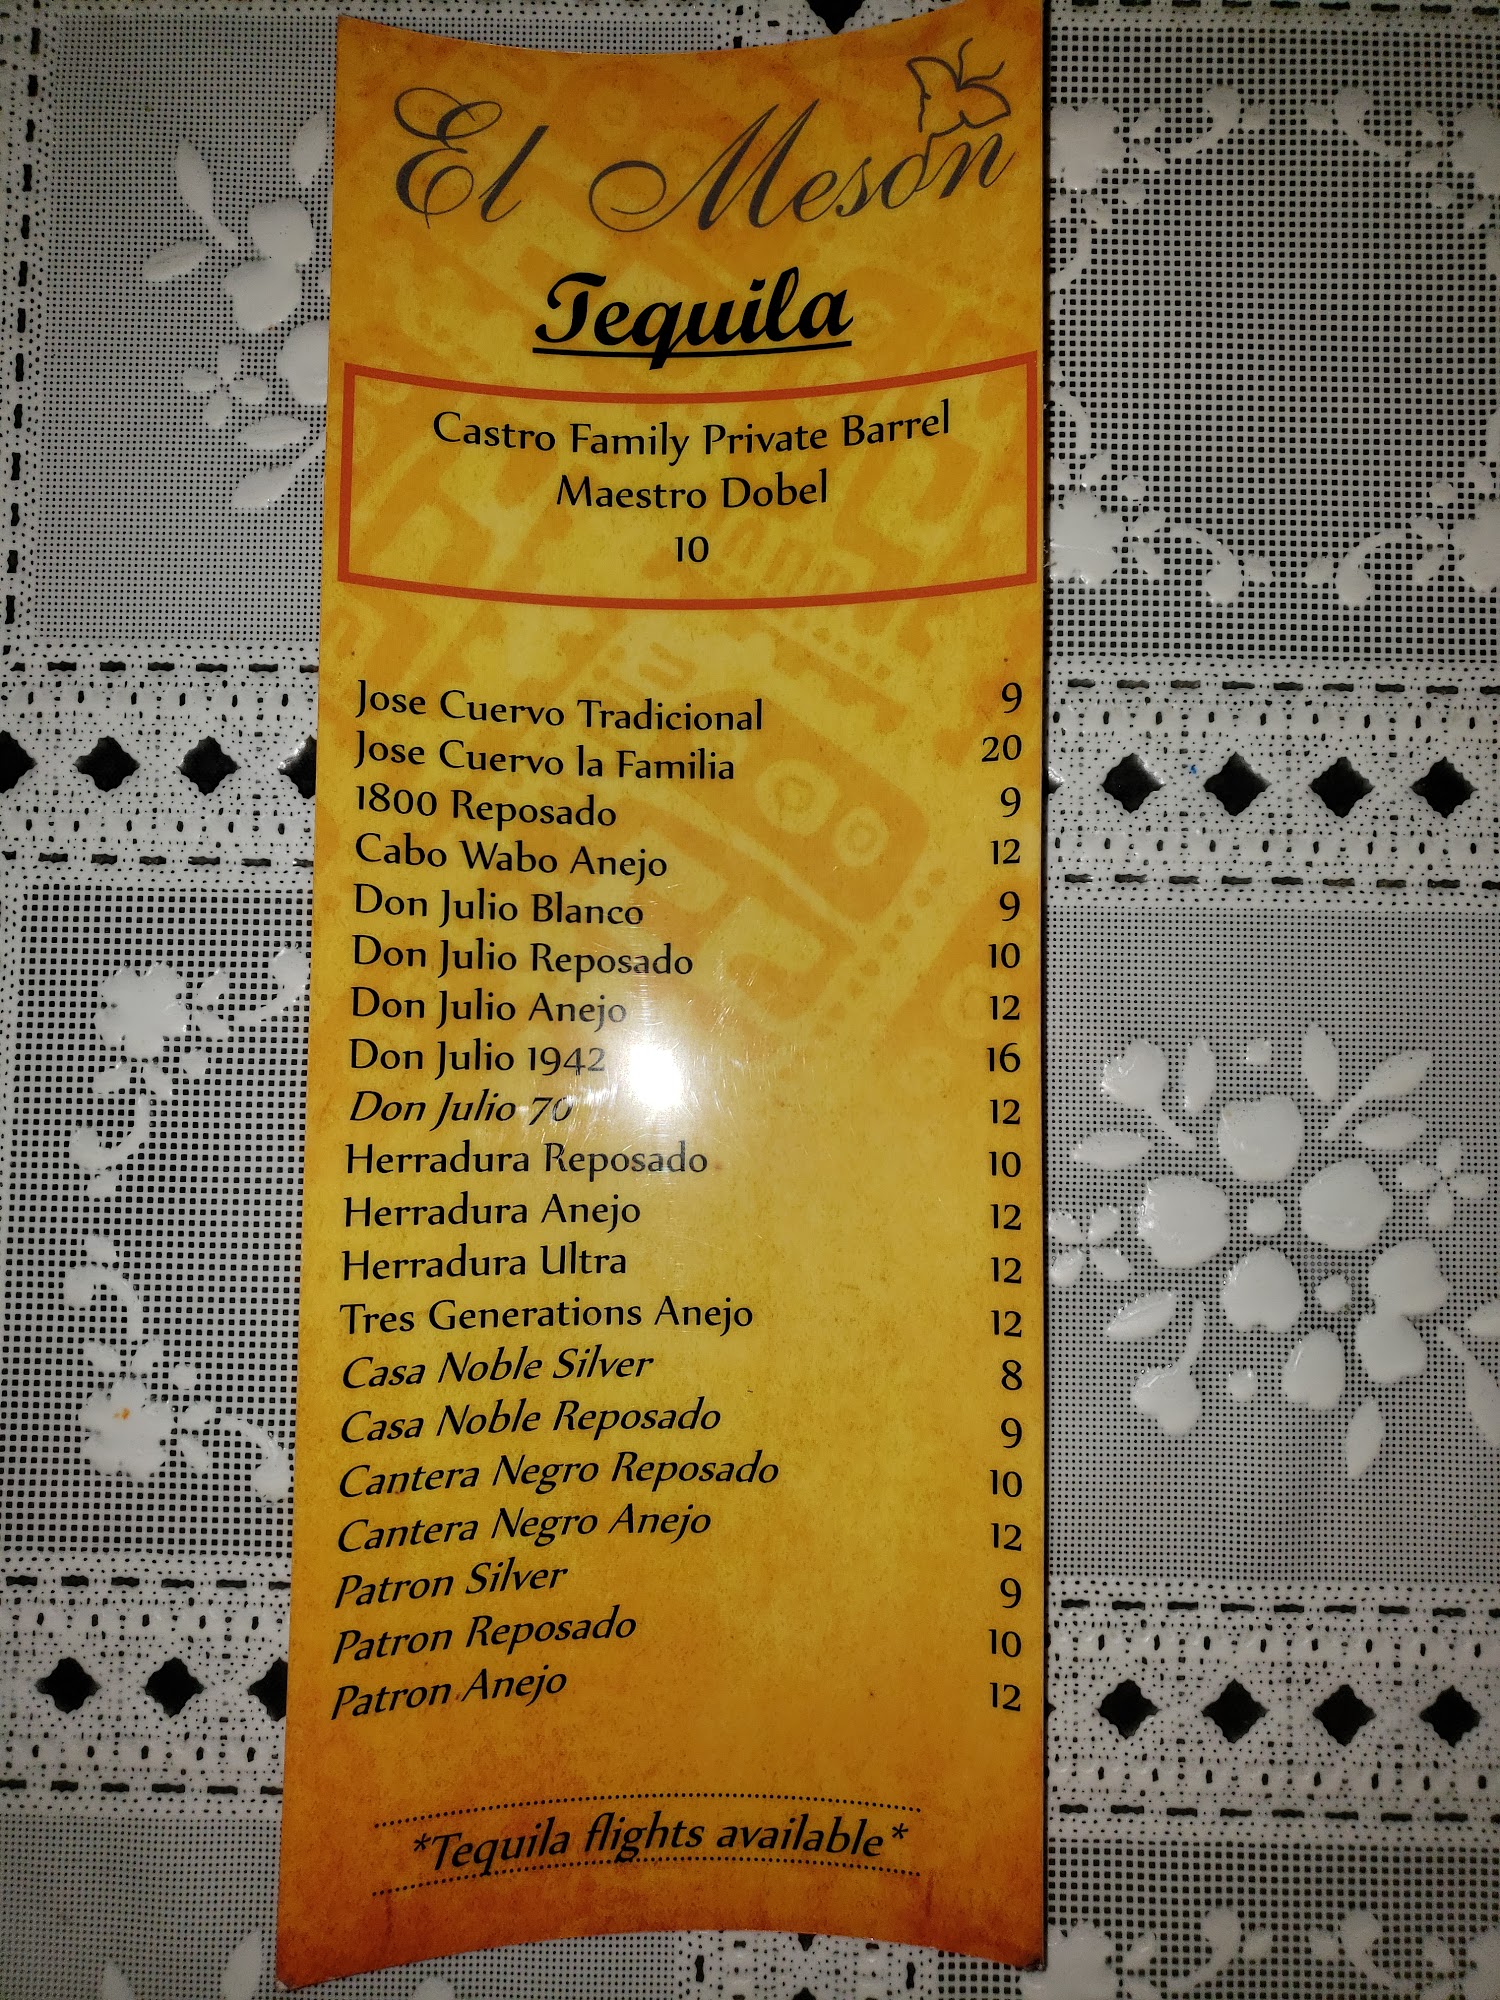 El Mesón
Tequila
Castro Family Private Barrel
Maestro Dobel
10
Jose Cuervo Tradicional 9
Jose Cuervo la Familia 20
1800 Reposado 9
Cabo Wabo Anejo 12
Don Julio Blanco 9
Don Julio Reposado 10
Don Julio Anejo 12
Don Julio 1942 16
Don Julio 70 12
Herradura Reposado 10
Herradura Anejo 12
Herradura Ultra 12
Tres Generations Anejo 12
Casa Noble Silver 8
Casa Noble Reposado 9
Cantera Negro Reposado 10
Cantera Negro Anejo 12
Patron Silver 9
Patron Reposado 10
Patron Anejo 12
*Tequila flights available*